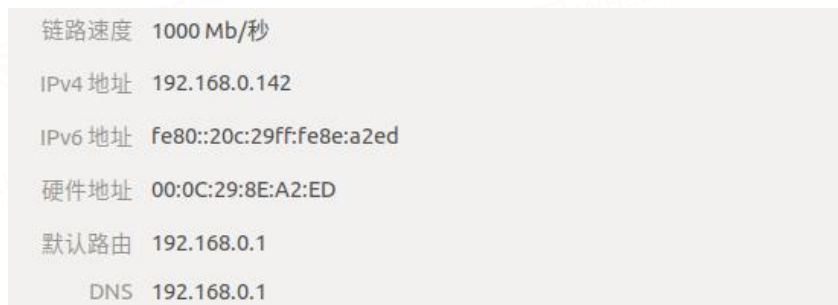 链路速度 1000 Mb/秒
IPv4 地址 192.168.0.142
IPv6 地址 fe80::20c:29ff:fe8e:a2ed
硬件地址 00:0C:29:8E:A2:ED
默认路由 192.168.0.1
DNS 192.168.0.1